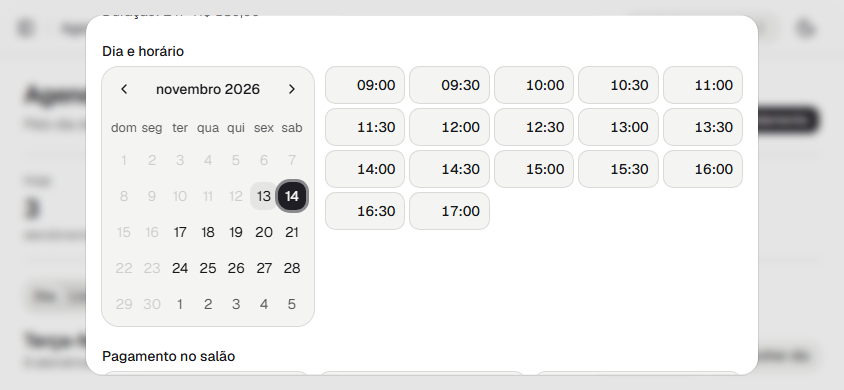 Dia e horário
novembro 2026
dom seg ter qua qui sex sab
1 2 3 4 5 6 7
8 9 10 11 12 13 14
15 16 17 18 19 20 21
22 23 24 25 26 27 28
29 30 1 2 3 4 5
09:00 09:30 10:00 10:30 11:00
11:30 12:00 12:30 13:00 13:30
14:00 14:30 15:00 15:30 16:00
16:30 17:00
Pagamento no salão